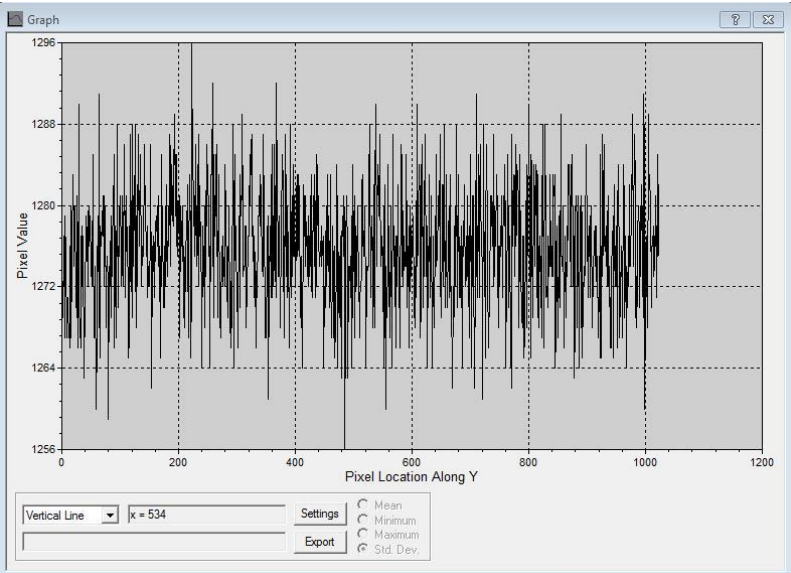 Graph
1296
1288
1280
1272
1264
1256
Pixel Value
0 200 400 600 800 1000 1200
Pixel Location Along Y
Vertical Line x = 534 Settings
Export
Mean
Minimum
Maximum
Std. Dev.